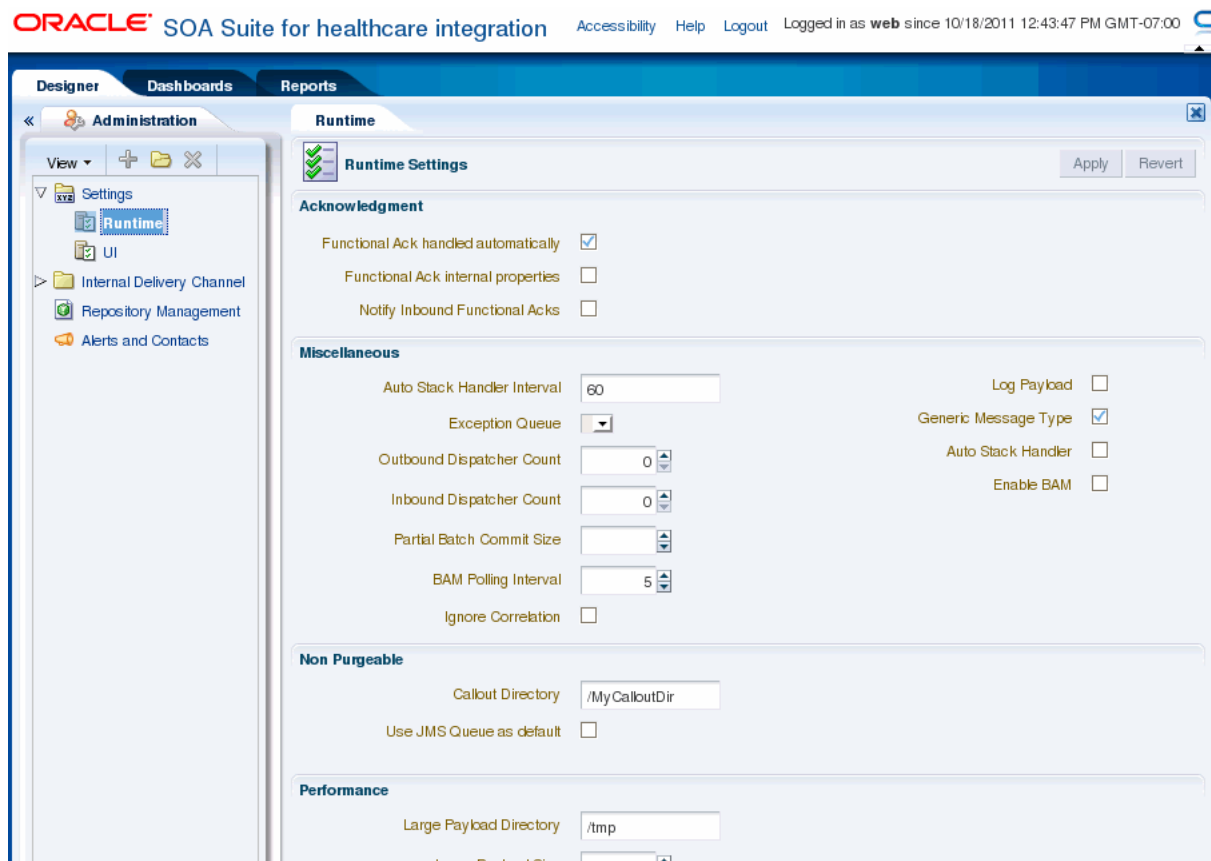 ORACLE SOA Suite for healthcare integration Accessibility Help Logout Logged in as web since 10/18/2011 12:43:47 PM GMT-07:00
Designer Dashboards Reports
« Administration
View
XYZ Settings
Runtime
UI
Internal Delivery Channel
Repository Management
Alerts and Contacts
Runtime
Runtime Settings Apply Revert
Acknowledgment
Functional Ack handled automatically
Functional Ack internal properties
Notify Inbound Functional Acks
Miscellaneous
Auto Stack Handler Interval 60
Exception Queue
Outbound Dispatcher Count 0
Inbound Dispatcher Count 0
Partial Batch Commit Size
BAM Polling Interval 5
Ignore Correlation
Log Payload
Generic Message Type
Auto Stack Handler
Enable BAM
Non Purgeable
Callout Directory /MyCalloutDir
Use JMS Queue as default
Performance
Large Payload Directory /tmp